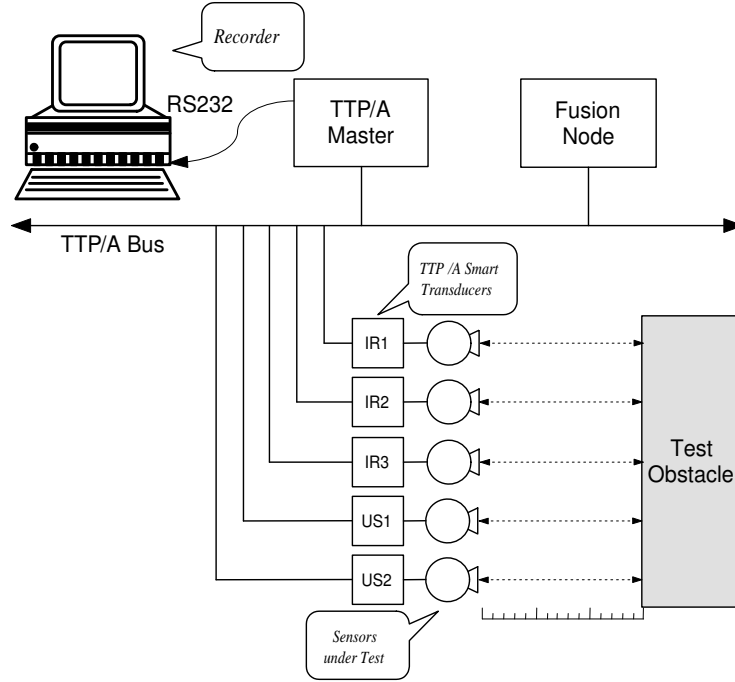 Recorder
RS232
TTP/A
Master
Fusion
Node
TTP/A Bus
TTP /A Smart
Transducers
IR1
IR2
IR3
US1
US2
Test
Obstacle
Sensors
under Test